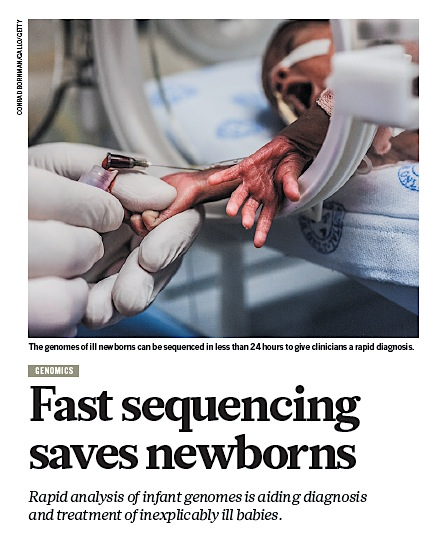 CONRAD BORNMAN/GALLO/GETTY
The genomes of ill newborns can be sequenced in less than 24 hours to give clinicians a rapid diagnosis.
GENOMICS
Fast sequencing
saves newborns
Rapid analysis of infant genomes is aiding diagnosis
and treatment of inexplicably ill babies.